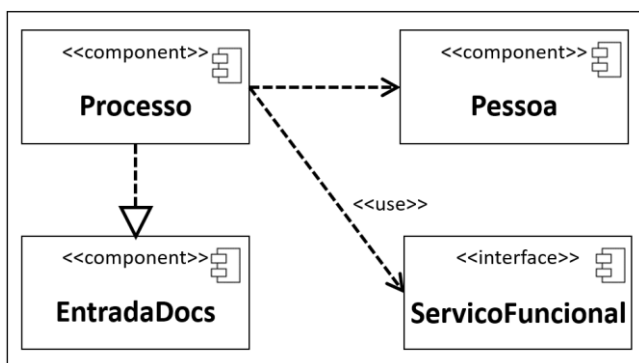 <<component>>
Processo
<<component>>
Pessoa
<<use>>
<<component>>
EntradaDocs
<<interface>>
ServicoFuncional